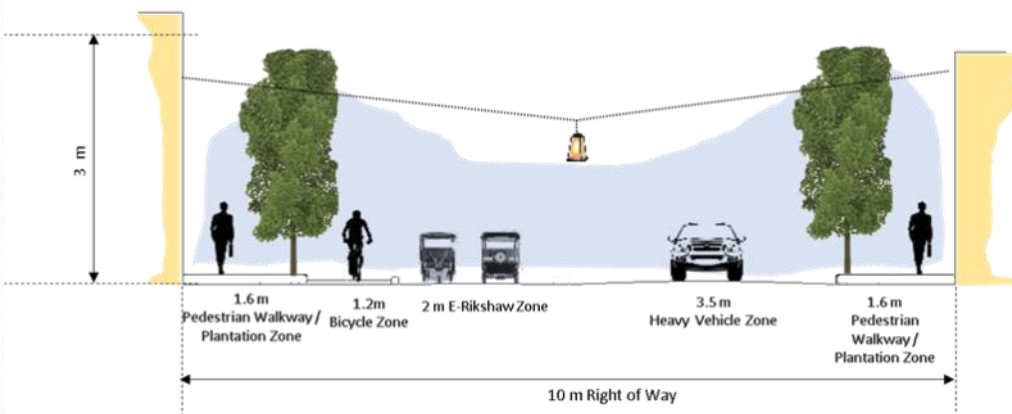 3 m
1.6 m
Pedestrian Walkway /
Plantation Zone
1.2m
Bicycle Zone
2 m E-Rikshaw Zone
3.5 m
Heavy Vehicle Zone
1.6 m
Pedestrian
Walkway /
Plantation Zone
10 m Right of Way